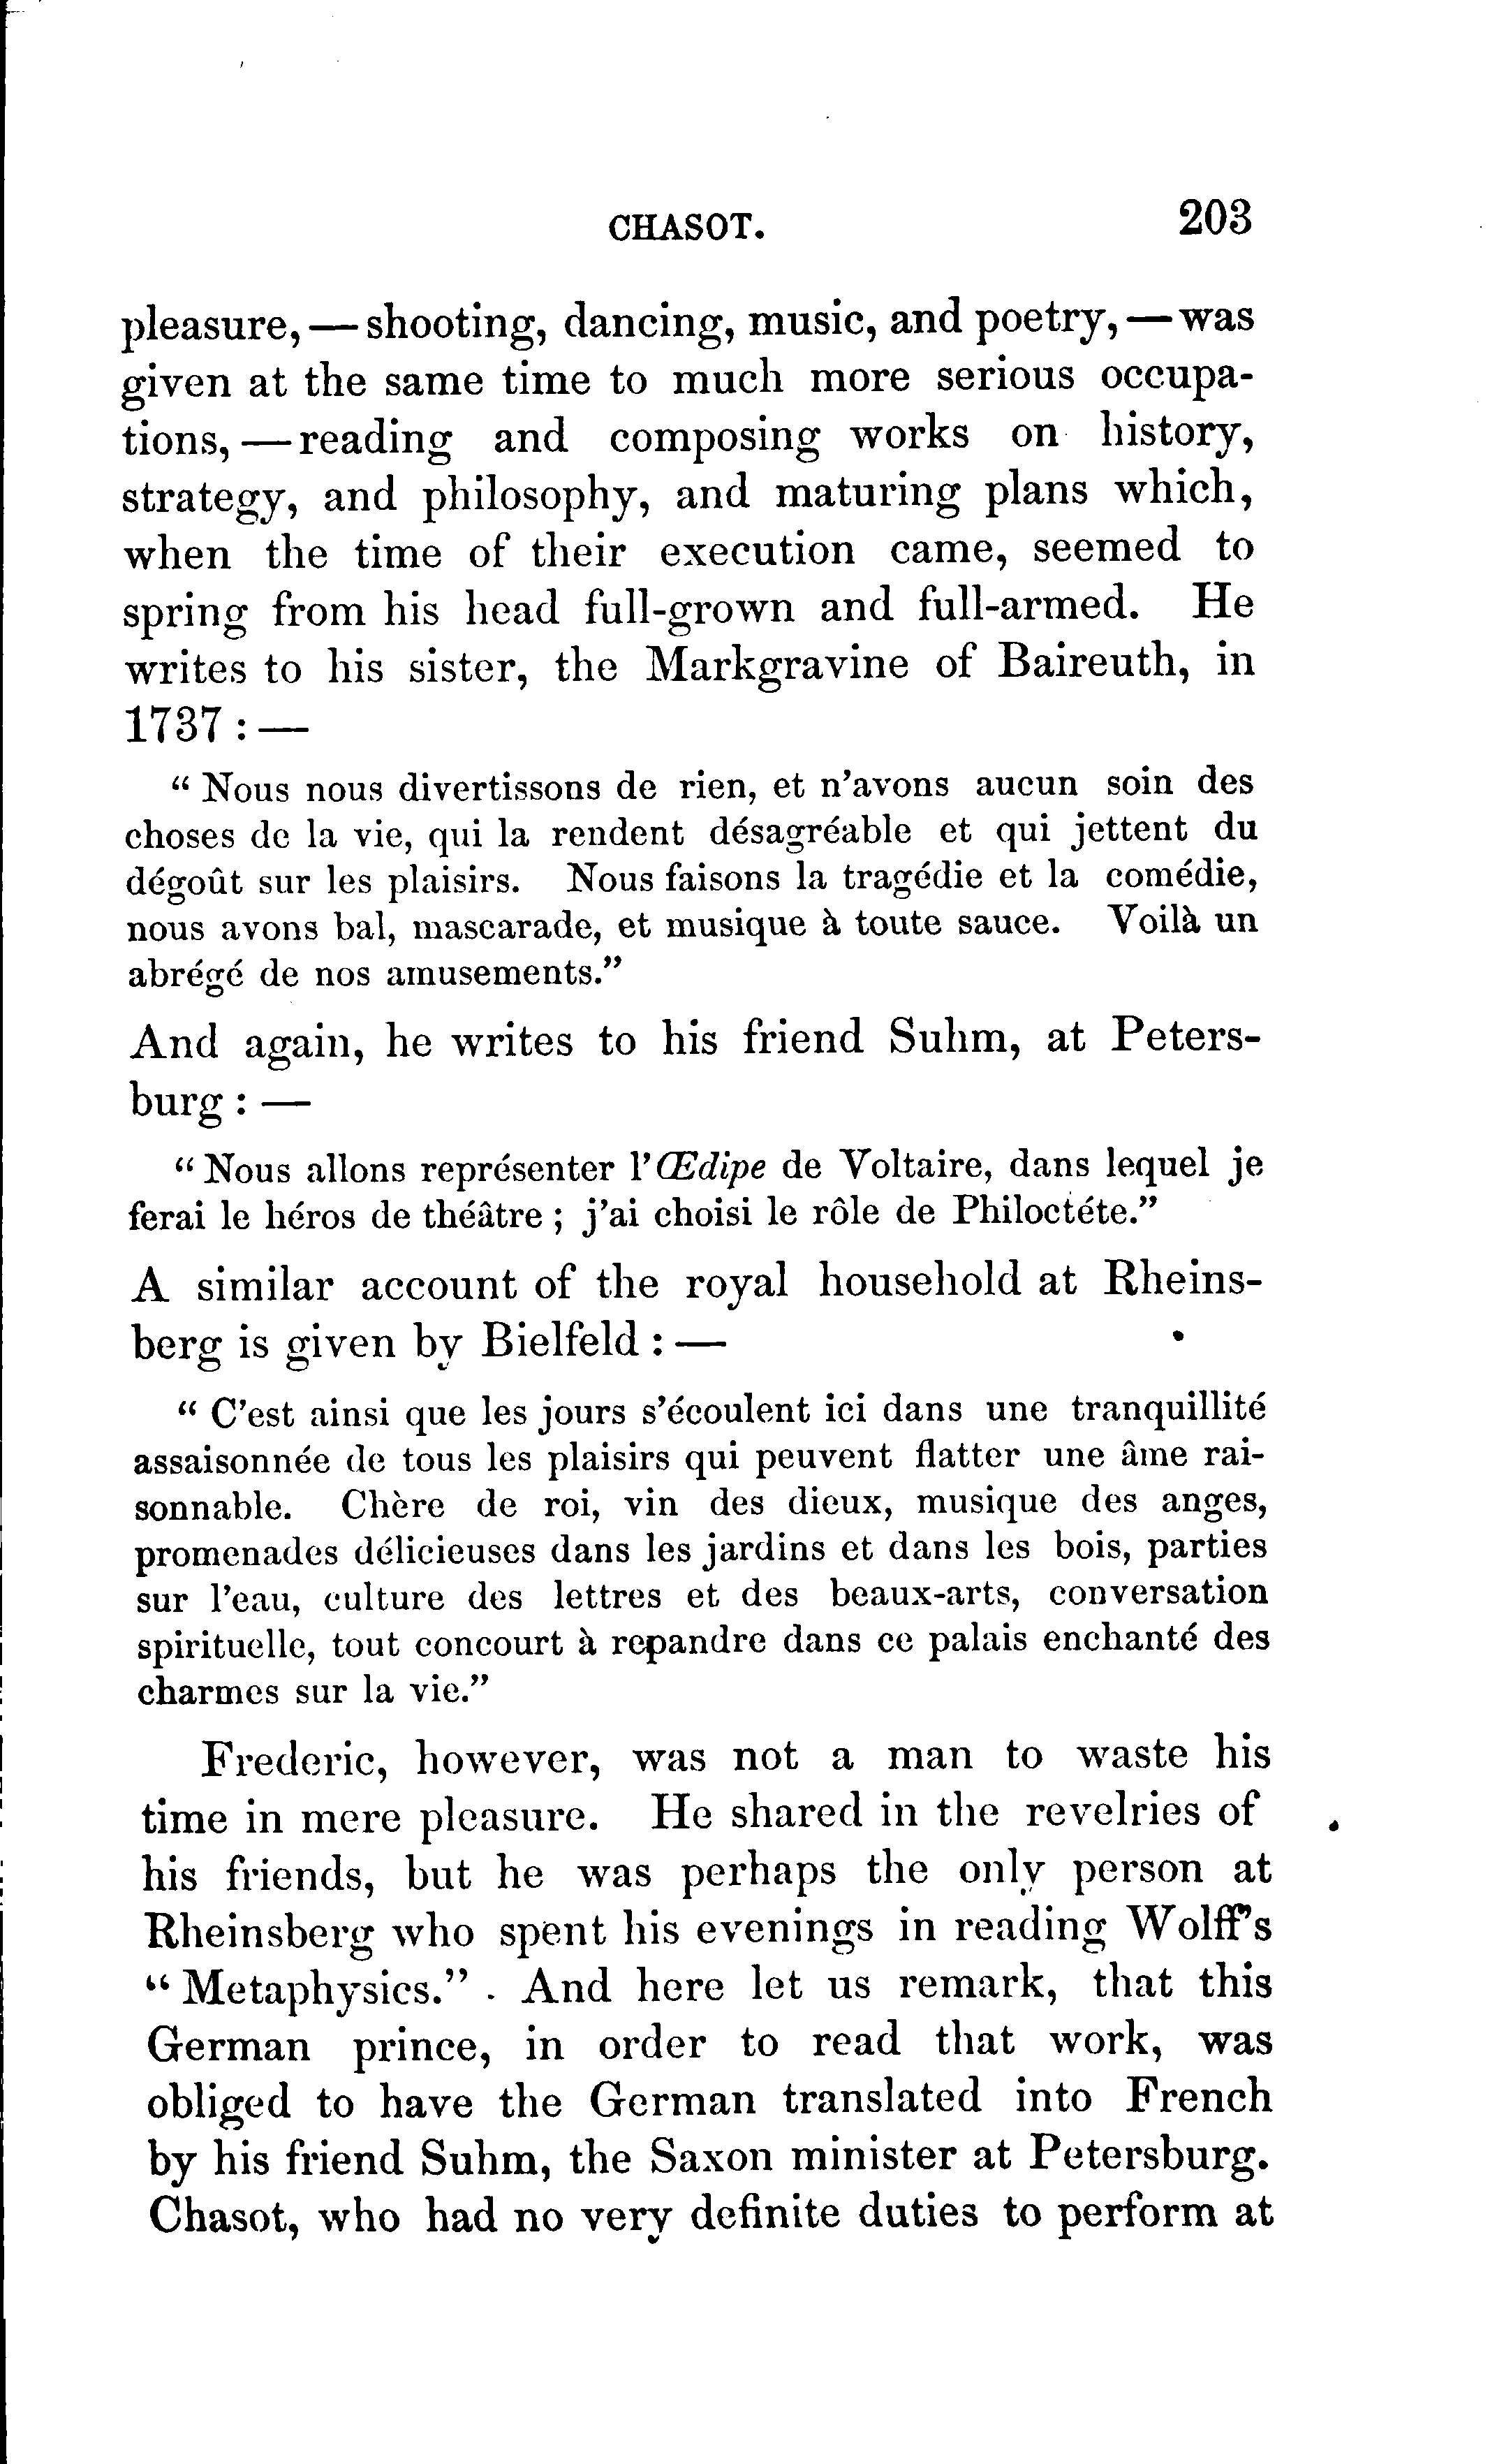 CHASOT. 203
pleasure, — shooting, dancing, music, and poetry, — was
given at the same time to much more serious occupa-
tions, — reading and composing works on history,
strategy, and philosophy, and maturing plans which,
when the time of their execution came, seemed to
spring from his head full-grown and full-armed. He
writes to his sister, the Markgravine of Baireuth, in
1737 : —
“ Nous nous divertissons de rien, et n’avons aucun soin des
choses de la vie, qui la rendent désagréable et qui jettent du
dégoût sur les plaisirs. Nous faisons la tragédie et la comédie,
nous avons bal, mascarade, et musique à toute sauce. Voilà un
abrégé de nos amusements.”
And again, he writes to his friend Suhm, at Peters-
burg : —
“ Nous allons représenter l’Œdipe de Voltaire, dans lequel je
ferai le héros de théâtre ; j’ai choisi le rôle de Philoctéte.”
A similar account of the royal household at Rheins-
berg is given by Bielfeld : —
“ C’est ainsi que les jours s’écoulent ici dans une tranquillité
assaisonnée de tous les plaisirs qui peuvent flatter une âme rai-
sonnable. Chère de roi, vin des dieux, musique des anges,
promenades délicieuses dans les jardins et dans les bois, parties
sur l’eau, culture des lettres et des beaux-arts, conversation
spirituelle, tout concourt à repandre dans ce palais enchanté des
charmes sur la vie.”
Frederic, however, was not a man to waste his
time in mere pleasure. He shared in the revelries of
his friends, but he was perhaps the only person at
Rheinsberg who spent his evenings in reading Wolff’s
“ Metaphysics.” And here let us remark, that this
German prince, in order to read that work, was
obliged to have the German translated into French
by his friend Suhm, the Saxon minister at Petersburg.
Chasot, who had no very definite duties to perform at